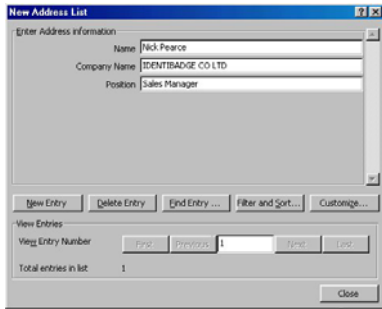 New Address List
Enter Address information
Name Nick Pearce
Company Name IDENTIBADGE CO LTD
Position Sales Manager
New Entry Delete Entry Find Entry ... Filter and Sort... Customize...
View Entries
View Entry Number First Previous 1 Next Last
Total entries in list 1
Close